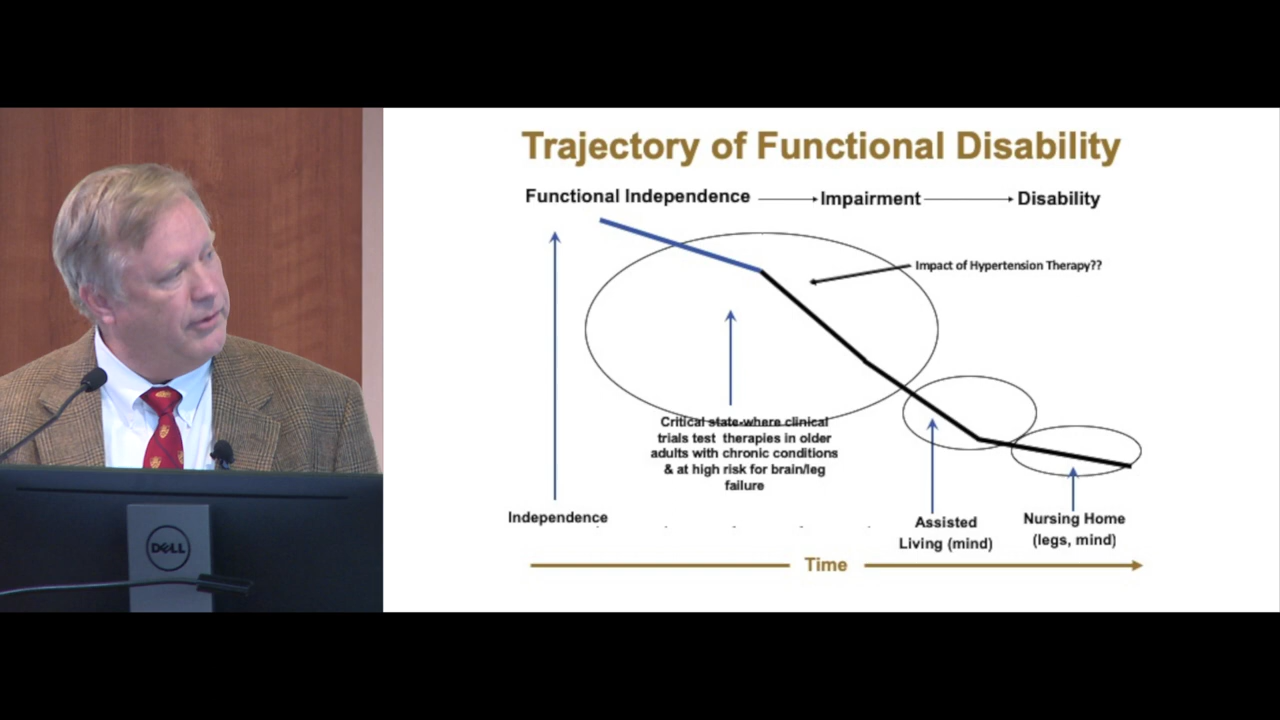 Trajectory of Functional Disability
Functional Independence
Impairment
Disability
Impact of Hypertension Therapy??
Critical state-where clinical
trials test therapies in older
adults with chronic conditions
& at high risk for brain/leg
failure
Independence
Assisted
Living (mind)
Nursing Home
(legs, mind)
Time
DELL